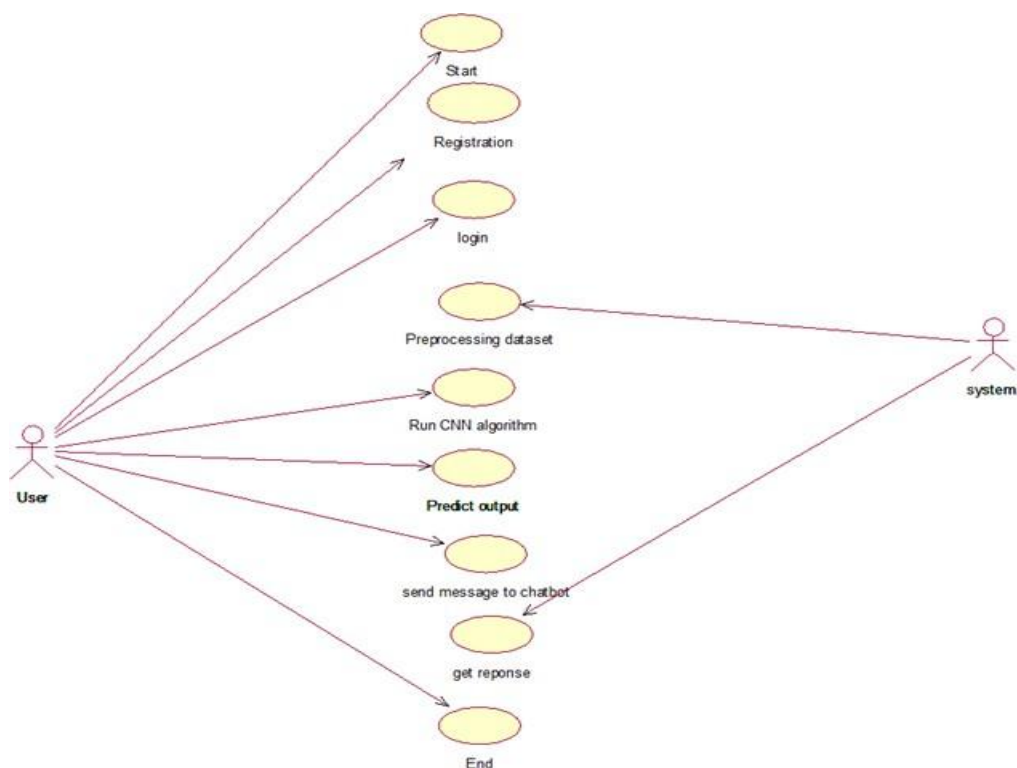 Start
Registration
login
Preprocessing dataset
system
Run CNN algorithm
User
Predict output
send message to chatbot
get reponse
End